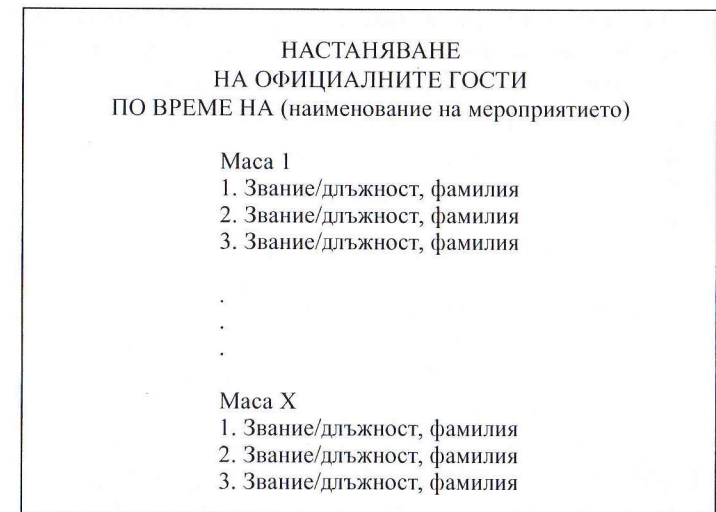 НАСТАНЯВАНЕ
НА ОФИЦИАЛНИТЕ ГОСТИ
ПО ВРЕМЕ НА (наименование на мероприятието)
Маса 1
1. Звание/длъжност, фамилия
2. Звание/длъжност, фамилия
3. Звание/длъжност, фамилия
.
.
.
Маса X
1. Звание/длъжност, фамилия
2. Звание/длъжност, фамилия
3. Звание/длъжност, фамилия